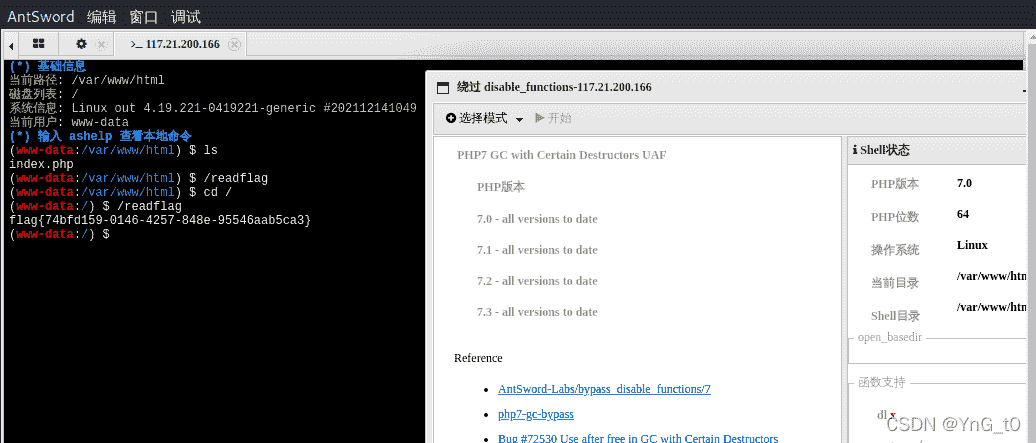 AntSword 编辑 窗口 调试
117.21.200.166
(*) 基础信息
当前路径: /var/www/html
磁盘列表: /
系统信息: Linux out 4.19.221-0419221-generic #202112141049
当前用户: www-data
(*) 输入 ashelp 查看本地命令
(www-data:/var/www/html) $ ls
index.php
(www-data:/var/www/html) $ /readflag
(www-data:/var/www/html) $ cd /
(www-data:/) $ /readflag
flag{74bfd159-0146-4257-848e-95546aab5ca3}
(www-data:/) $
绕过 disable_functions-117.21.200.166
选择模式 开始
PHP7 GC with Certain Destructors UAF
PHP版本
7.0 - all versions to date
7.1 - all versions to date
7.2 - all versions to date
7.3 - all versions to date
Reference
AntSword-Labs/bypass_disable_functions/7
php7-gc-bypass
Bug #72530 Use after free in GC with Certain Destructors
Shell状态
PHP版本 7.0
PHP位数 64
操作系统 Linux
当前目录 /var/www/htm
Shell目录 /var/www/htm
open_basedir
函数支持
dl x
CSDN @YnG_t0